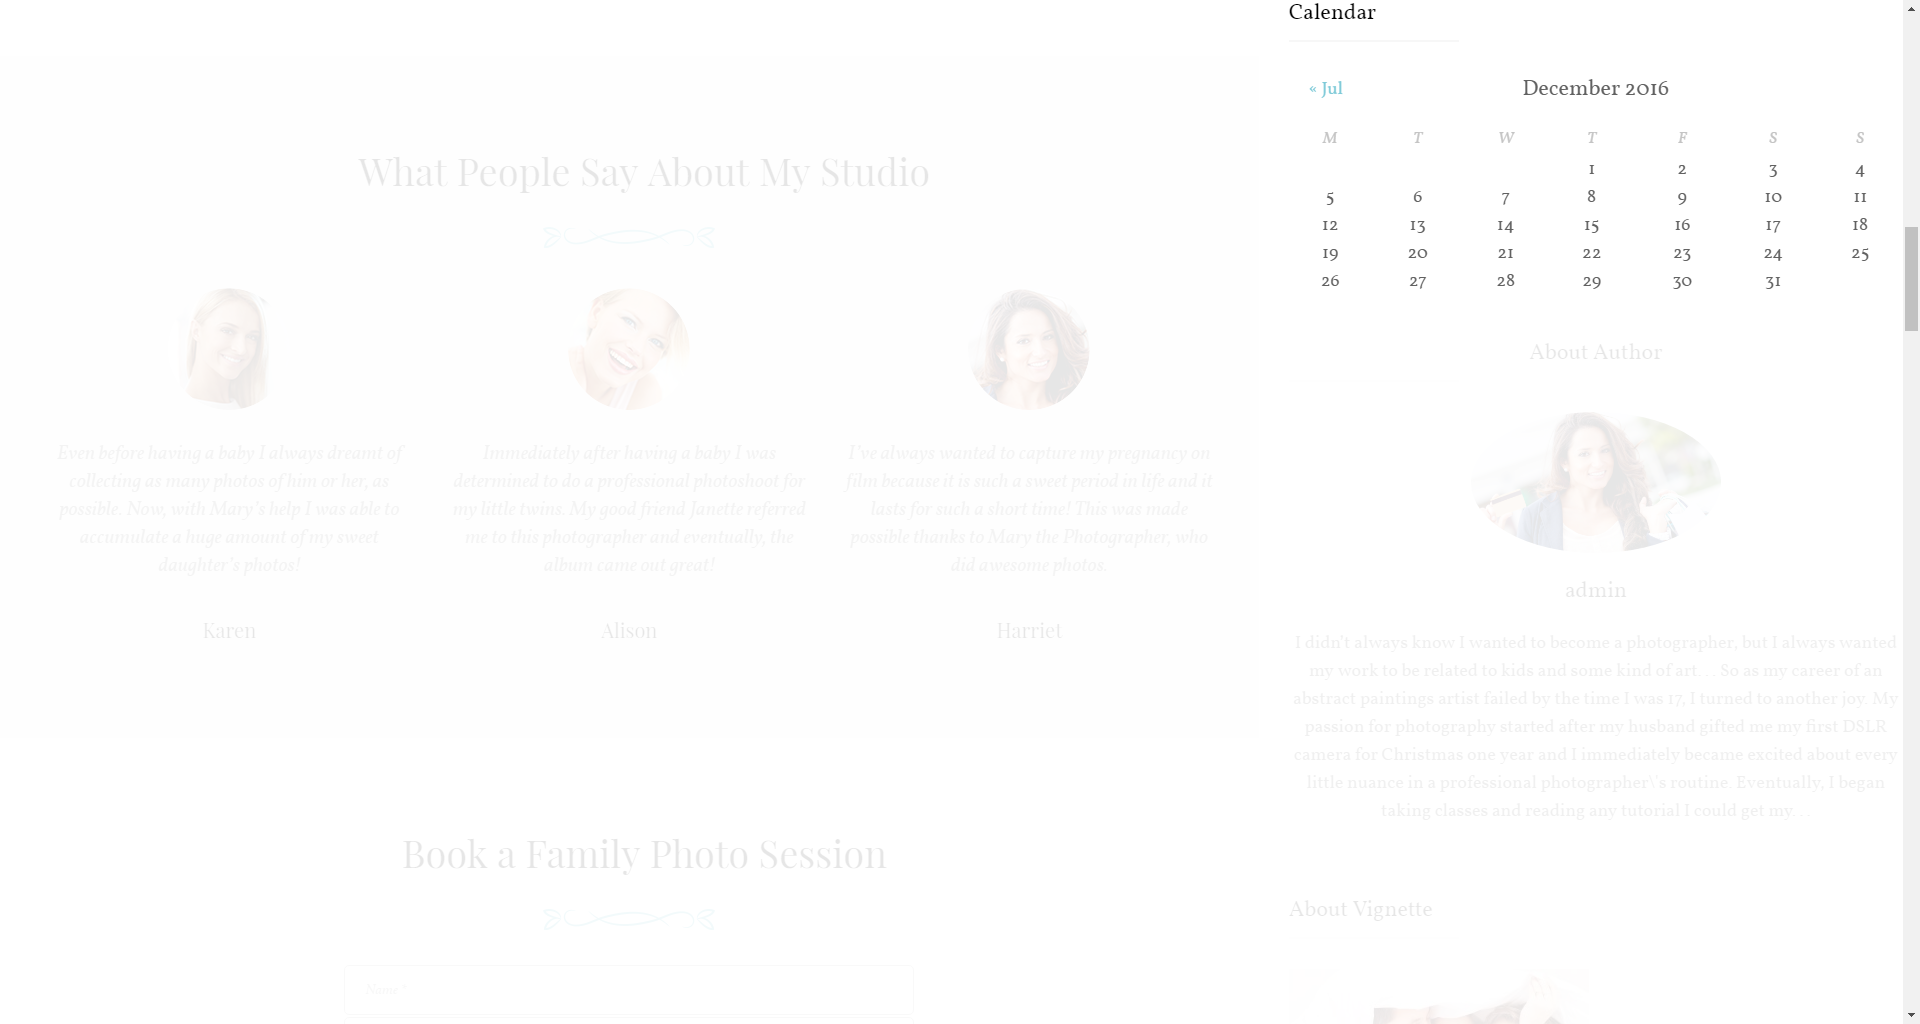 What People Say About My Studio
Even before having a baby I always dreamt of
collecting as many photos of him or her, as
possible. Now, with Mary's help I was able to
accumulate a huge amount of my sweet
daughter's photos!
Karen
Immediately after having a baby I was
determined to do a professional photoshoot for
my little twins. My good friend Janette referred
me to this photographer and eventually, the
album came out great!
Alison
I've always wanted to capture my pregnancy on
film because it is such a sweet period in life and it
lasts for such a short time! This was made
possible thanks to Mary the Photographer, who
did awesome photos.
Harriet
Book a Family Photo Session
Name *
Calendar
« Jul December 2016
M T W T F S S
1 2 3 4
5 6 7 8 9 10 11
12 13 14 15 16 17 18
19 20 21 22 23 24 25
26 27 28 29 30 31
About Author
admin
I didn't always know I wanted to become a photographer, but I always wanted
my work to be related to kids and some kind of art... So as my career of an
abstract paintings artist failed by the time I was 17, I turned to another joy. My
passion for photography started after my husband gifted me my first DSLR
camera for Christmas one year and I immediately became excited about every
little nuance in a professional photographer\'s routine. Eventually, I began
taking classes and reading any tutorial I could get my...
About Vignette